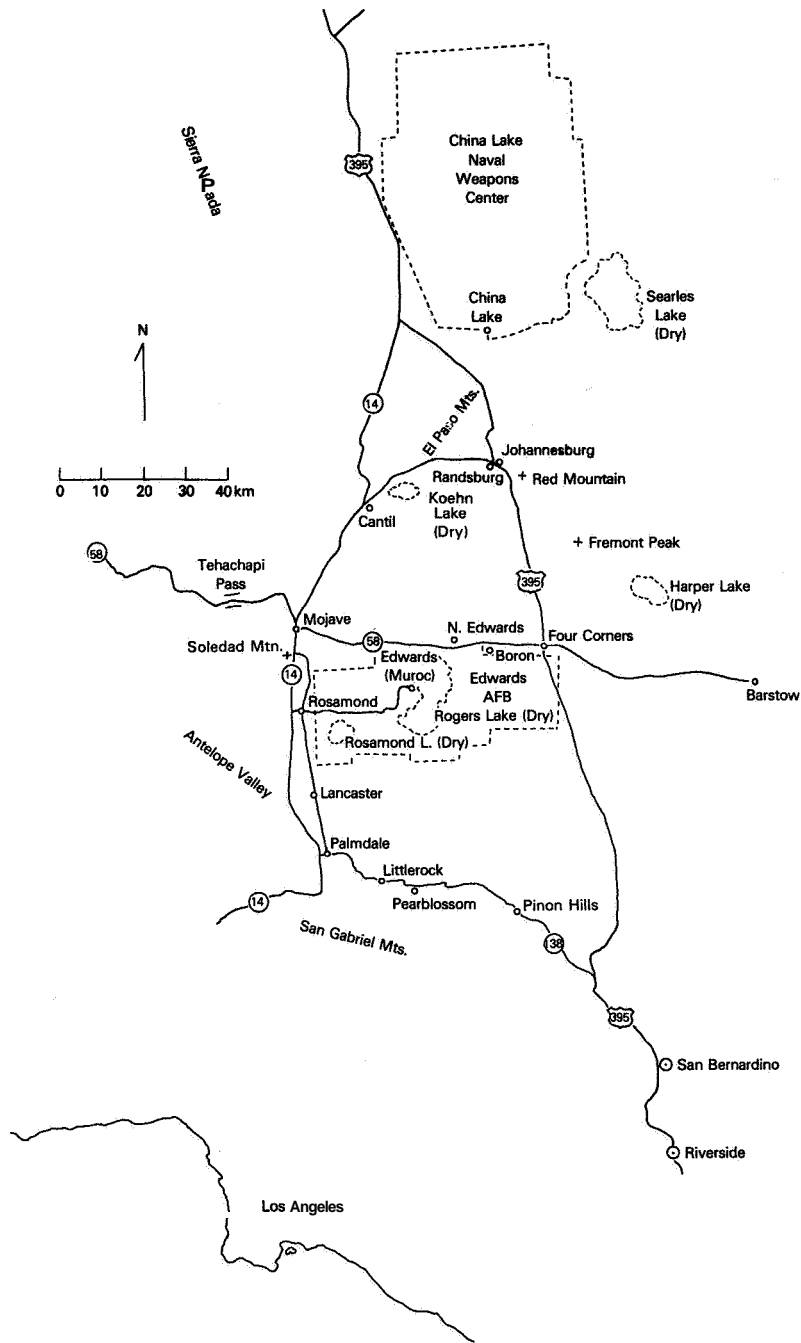 395
China Lake
Naval
Weapons
Center
China
Lake
Searles
Lake
(Dry)
N
14
El Paso Mts.
0 10 20 30 40 km
Johannesburg
Randsburg
Red Mountain
Koehn
Lake
(Dry)
Cantil
Fremont Peak
58
Tehachapi
Pass
395
Harper Lake
(Dry)
Mojave
58
N. Edwards
Four Corners
Soledad Mtn.
Boron
Edwards
(Muroc)
14
Edwards
AFB
Barstow
Rosamond
Rogers Lake (Dry)
Rosamond L. (Dry)
Antelope Valley
Lancaster
Palmdale
Littlerock
Pearblossom
Pinon Hills
14
San Gabriel Mts.
138
395
San Bernardino
Riverside
Los Angeles